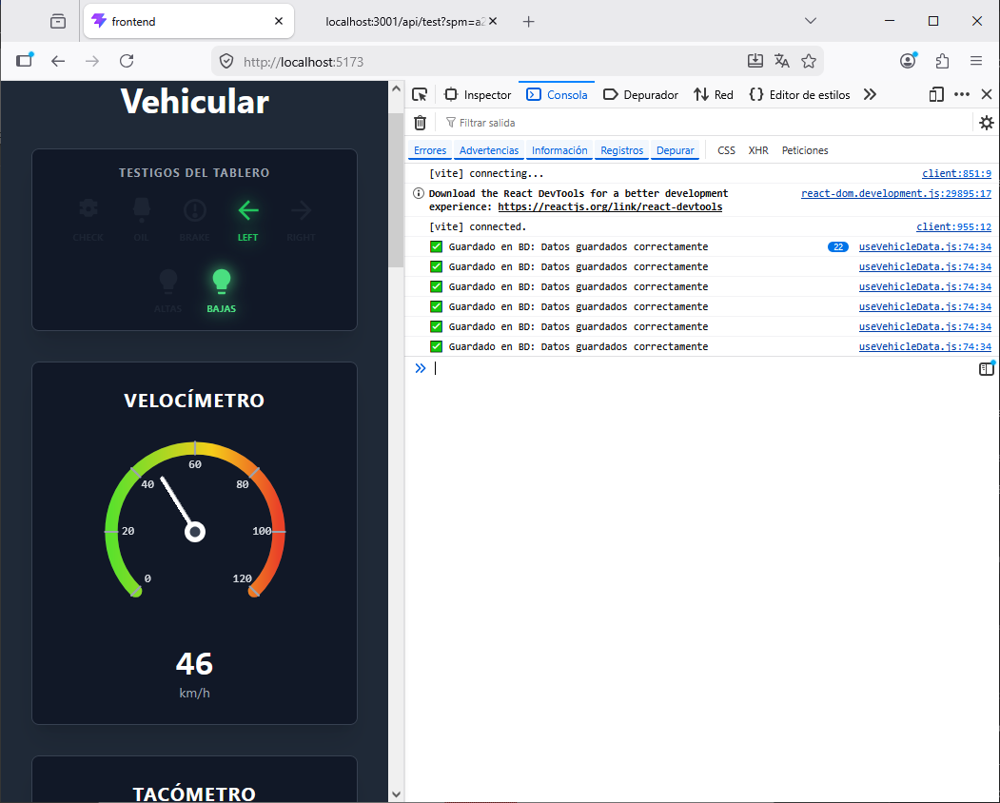 frontend
localhost:3001/api/test?spm=a2
http://localhost:5173
Vehicular
TESTIGOS DEL TABLERO
CHECK
OIL
BRAKE
LEFT
RIGHT
ALTAS
BAJAS
VELOCÍMETRO
0
20
40
60
80
100
120
46
km/h
TACÓMETRO
Inspector
Consola
Depurador
Red
Editor de estilos
Filtrar salida
Errores
Advertencias
Información
Registros
Depurar
CSS
XHR
Peticiones
[vite] connecting... client:851:9
Download the React DevTools for a better development react-dom.development.js:29895:17
experience: https://reactjs.org/link/react-devtools
[vite] connected. client:955:12
Guardado en BD: Datos guardados correctamente 22 useVehicleData.js:74:34
Guardado en BD: Datos guardados correctamente useVehicleData.js:74:34
Guardado en BD: Datos guardados correctamente useVehicleData.js:74:34
Guardado en BD: Datos guardados correctamente useVehicleData.js:74:34
Guardado en BD: Datos guardados correctamente useVehicleData.js:74:34
Guardado en BD: Datos guardados correctamente useVehicleData.js:74:34